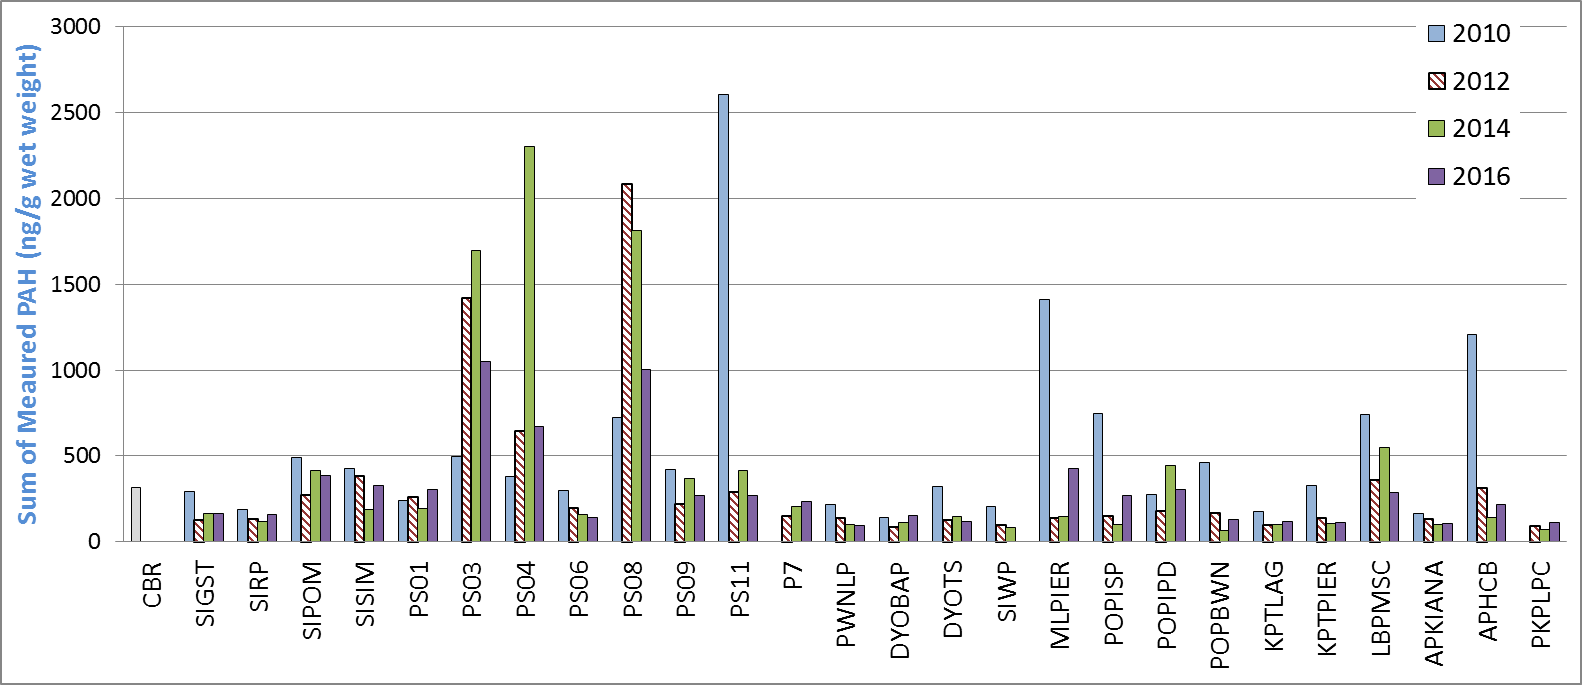 Sum of Meaured PAH (ng/g wet weight)
3000
2500
2000
1500
1000
500
0
2010
2012
2014
2016
CBR
SIGST
SIRP
SIPOM
SISIM
PS01
PS03
PS04
PS06
PS08
PS09
PS11
P7
PWNLP
DYOBAP
DYOTS
SIWP
MLPIER
POPISP
POPIPD
POPBWN
KPTLAG
KPTPIER
LBPMSC
APKIANA
APHCB
PKPLPC